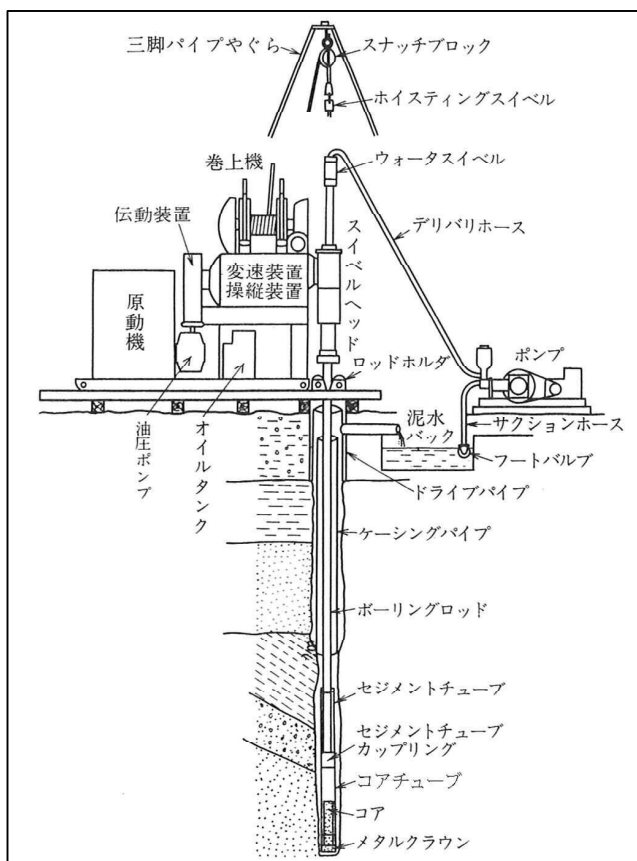 三脚パイプやぐら
スナッチブロック
ホイスティングスイベル
ウォータスイベル
巻上機
デリバリホース
伝動装置
スイベルヘッド
変速装置
操縦装置
原動機
ロッドホルダ
ポンプ
泥水
バック
サクションホース
油圧ポンプ
オイルタンク
フートバルブ
ドライブパイプ
ケーシングパイプ
ボーリングロッド
セジメントチューブ
セジメントチューブ
カップリング
コアチューブ
コア
メタルクラウン